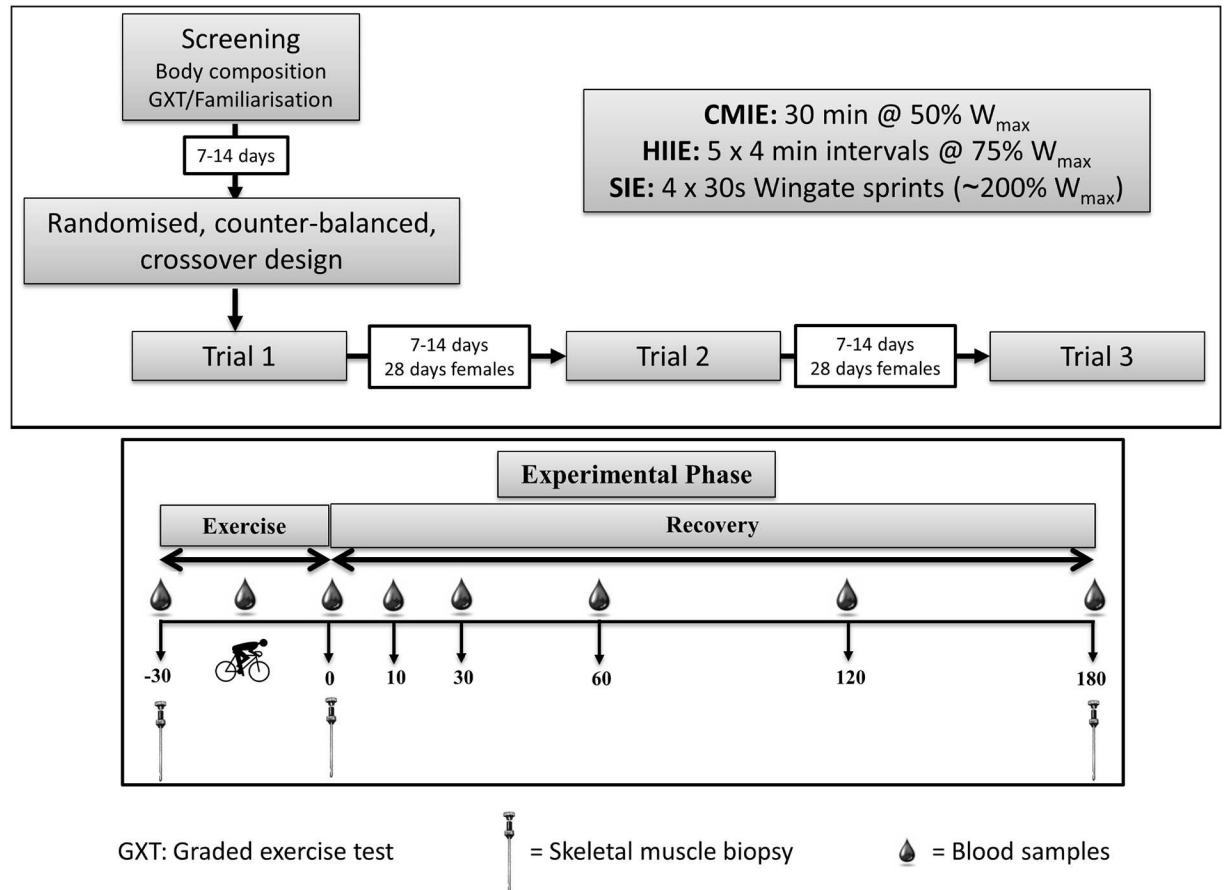 Screening
Body composition
GXT/Familiarisation
7-14 days
Randomised, counter-balanced,
crossover design
CMIE: 30 min @ 50% Wmax
HIIE: 5 x 4 min intervals @ 75% Wmax
SIE: 4 x 30s Wingate sprints (~200% Wmax)
Trial 1
7-14 days
28 days females
Trial 2
7-14 days
28 days females
Trial 3
Experimental Phase
Exercise
Recovery
-30
0
10
30
60
120
180
GXT: Graded exercise test
= Skeletal muscle biopsy
= Blood samples